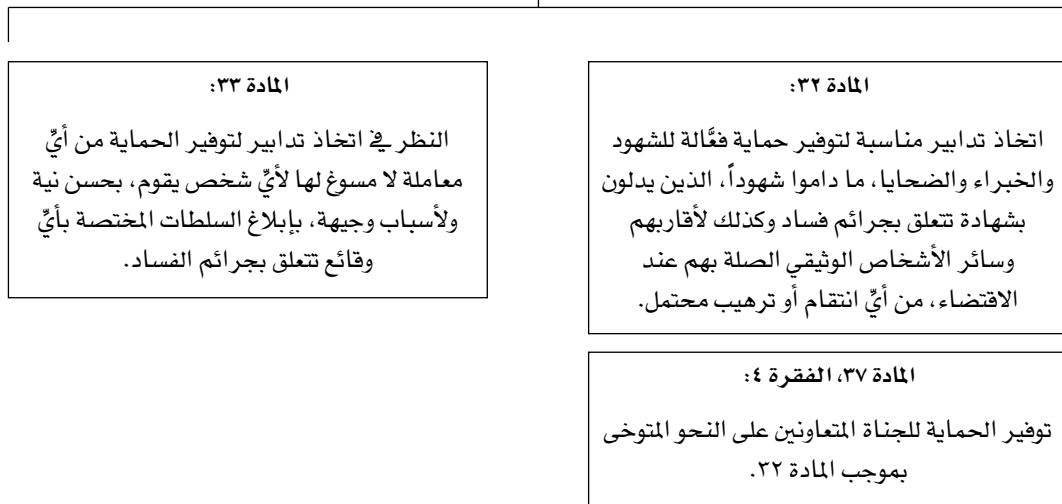 المادة ٣٢:
اتخاذ تدابير مناسبة لتوفير حماية فعَّالة للشهود
والخبراء والضحايا، ما داموا شهوداً، الذين يدلون
بشهادة تتعلق بجرائم فساد وكذلك لأقاربهم
وسائر الأشخاص الوثيقي الصلة بهم عند
الاقتضاء، من أيِّ انتقام أو ترهيب محتمل.
المادة ٣٧، الفقرة ٤:
توفير الحماية للجناة المتعاونين على النحو المتوخى
بموجب المادة ٣٢.
المادة ٣٣:
النظر في اتخاذ تدابير لتوفير الحماية من أيِّ
معاملة لا مسوغ لها لأيِّ شخص يقوم، بحسن نية
ولأسباب وجيهة، بإبلاغ السلطات المختصة بأيِّ
وقائع تتعلق بجرائم الفساد.